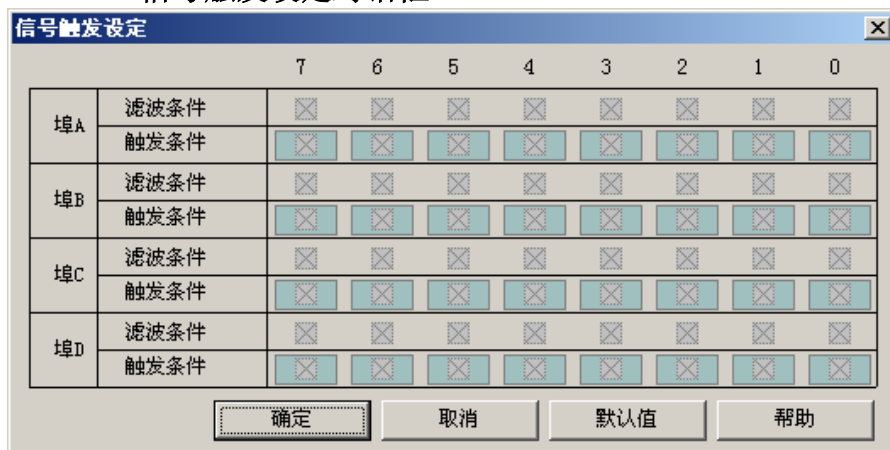 信号触发设定
7 6 5 4 3 2 1 0
埠A 滤波条件
触发条件
埠B 滤波条件
触发条件
埠C 滤波条件
触发条件
埠D 滤波条件
触发条件
确定 取消 默认值 帮助